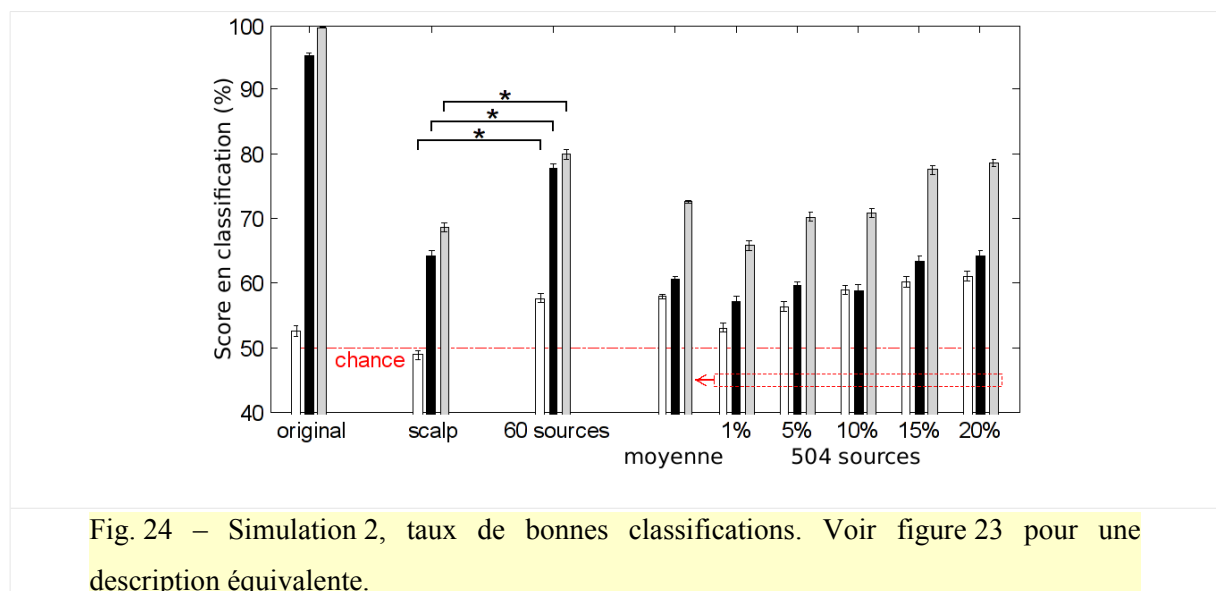 100
90
80
70
60
50
40
Score en classification (%)
*
*
*
chance
original scalp 60 sources 1% 5% 10% 15% 20%
moyenne 504 sources
Fig. 24 – Simulation 2, taux de bonnes classifications. Voir figure 23 pour une
description équivalente.